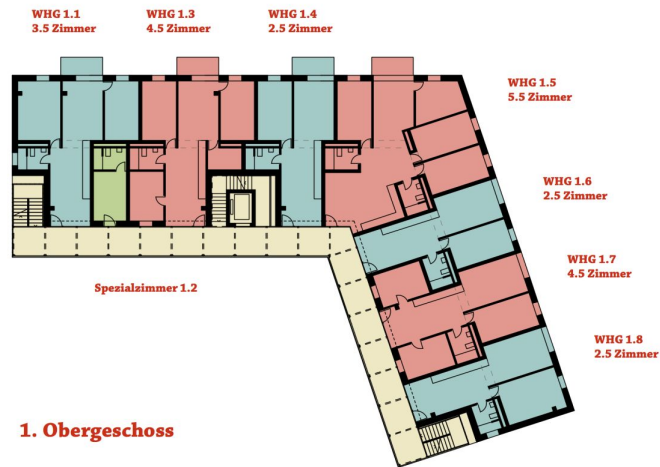 WHG 1.1
3.5 Zimmer
WHG 1.3
4.5 Zimmer
WHG 1.4
2.5 Zimmer
WHG 1.5
5.5 Zimmer
WHG 1.6
2.5 Zimmer
WHG 1.7
4.5 Zimmer
Spezialzimmer 1.2
WHG 1.8
2.5 Zimmer
1. Obergeschoss